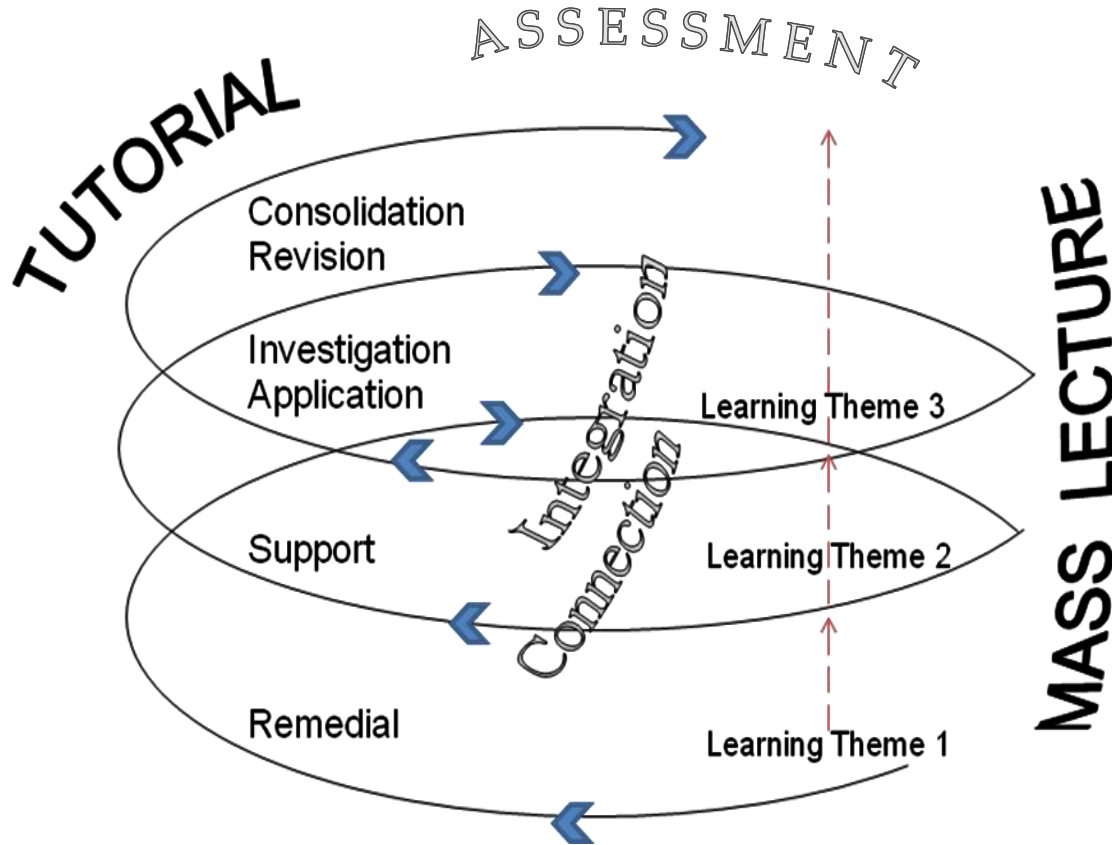 ASSESSMENT
TUTORIAL
Consolidation
Revision
Investigation
Application
Support
Remedial
Integration
Connection
Learning Theme 3
Learning Theme 2
Learning Theme 1
MASS LECTURE